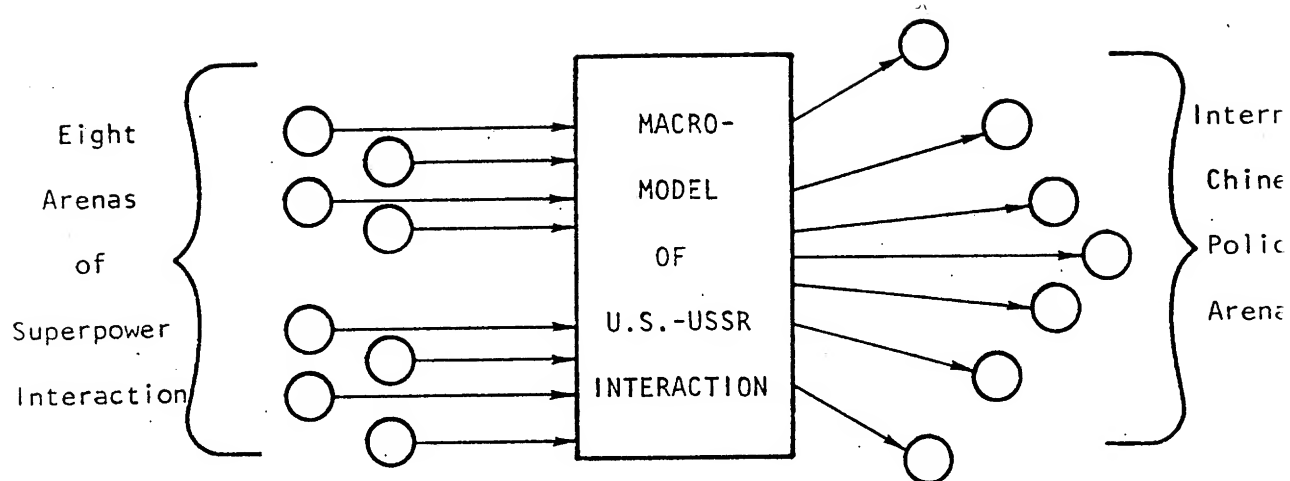 Eight
Arenas
of
Superpower
Interaction
MACRO-
MODEL
OF
U.S.-USSR
INTERACTION